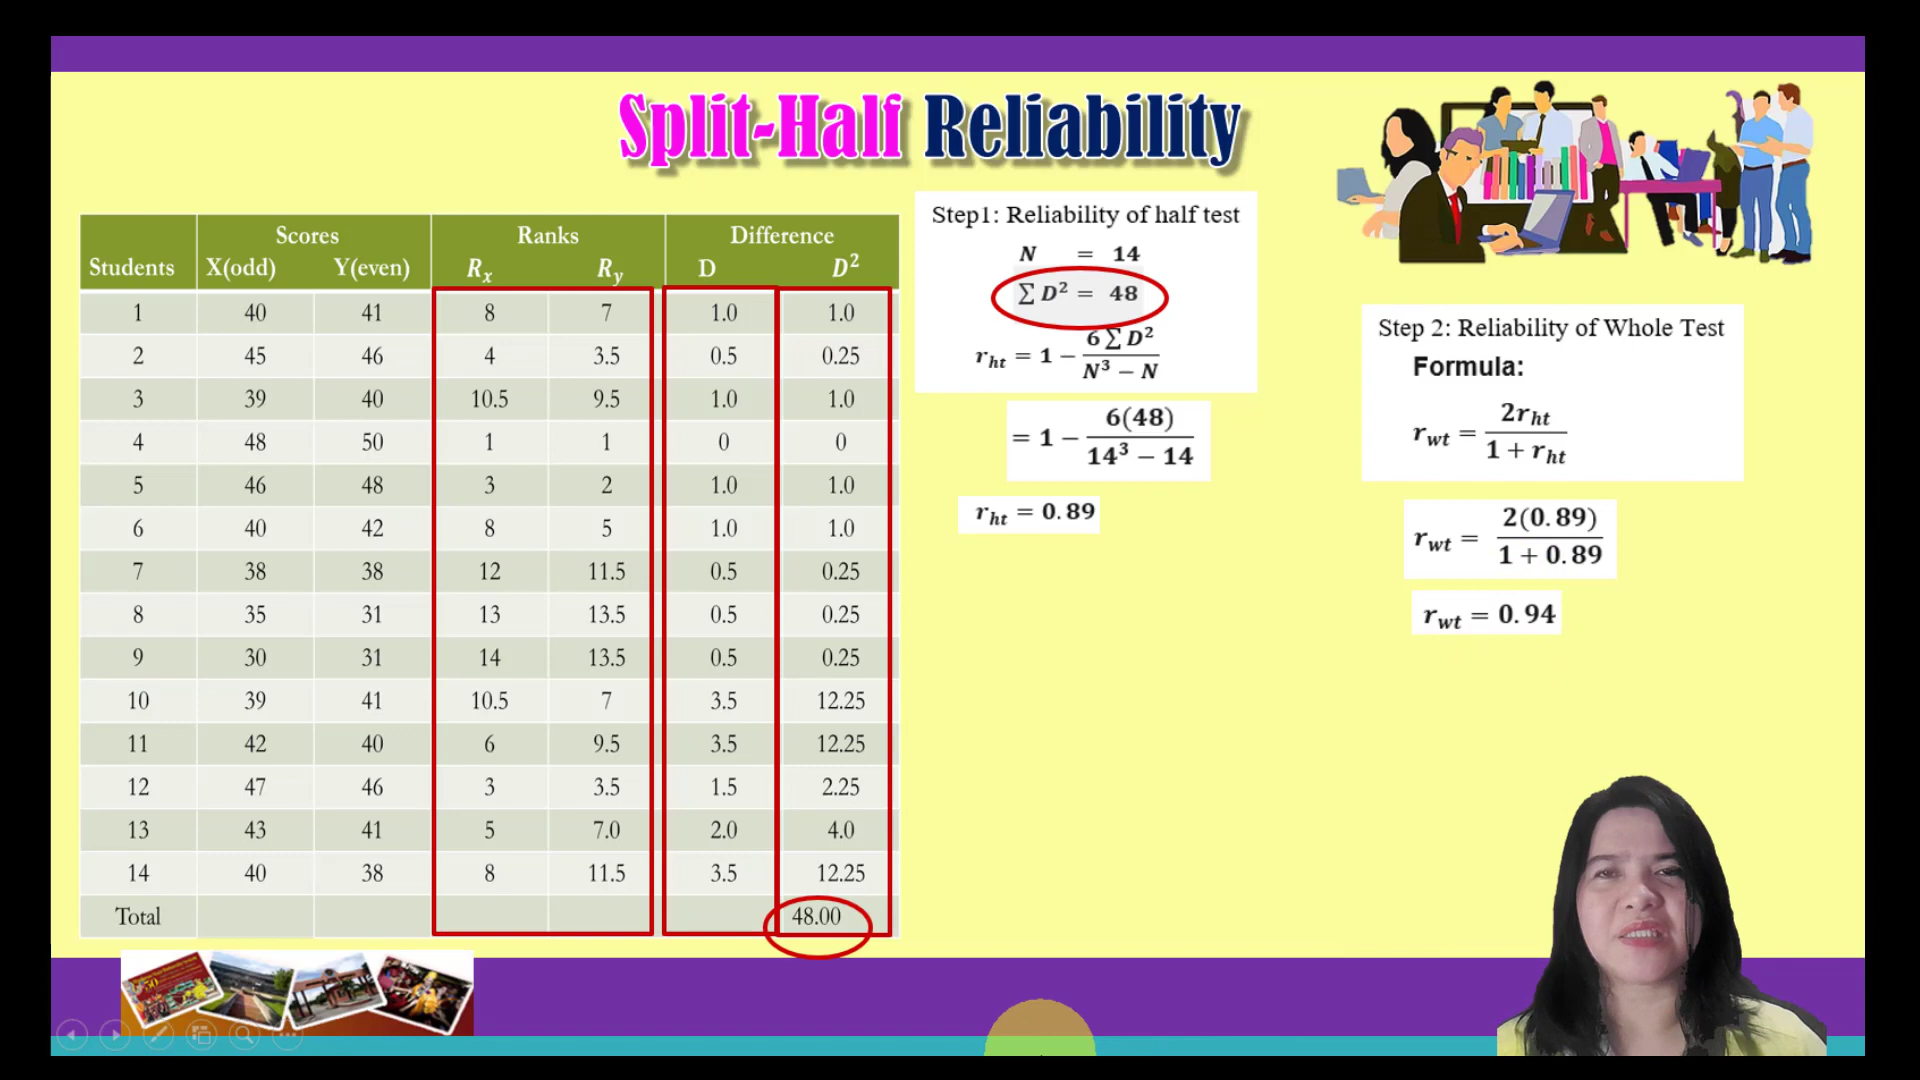 Split-Half Reliability
Students Scores Ranks Difference
X(odd) Y(even) Rx Ry D D²
1 40 41 8 7 1.0 1.0
2 45 46 4 3.5 0.5 0.25
3 39 40 10.5 9.5 1.0 1.0
4 48 50 1 1 0 0
5 46 48 3 2 1.0 1.0
6 40 42 8 5 1.0 1.0
7 38 38 12 11.5 0.5 0.25
8 35 31 13 13.5 0.5 0.25
9 30 31 14 13.5 0.5 0.25
10 39 41 10.5 7 3.5 12.25
11 42 40 6 9.5 3.5 12.25
12 47 46 3 3.5 1.5 2.25
13 43 41 5 7.0 2.0 4.0
14 40 38 8 11.5 3.5 12.25
Total 48.00
Step1: Reliability of half test
N = 14
∑ D² = 48
rht = 1 − 6 ∑ D² / N³ − N
= 1 − 6(48) / 14³ − 14
rht = 0.89
Step 2: Reliability of Whole Test
Formula:
rwt = 2rht / 1 + rht
rwt = 2(0.89) / 1 + 0.89
rwt = 0.94